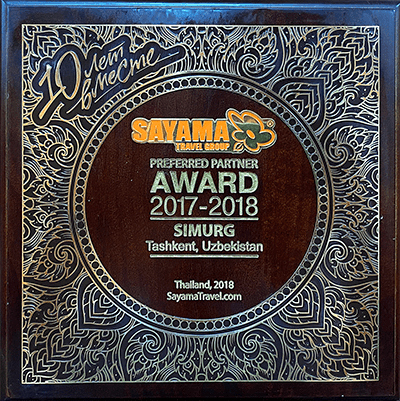 10 лет
вместе
SAYAMA
TRAVEL GROUP
PREFERRED PARTNER
AWARD
2017-2018
SIMURG
Tashkent, Uzbekistan
Thailand, 2018
SayamaTravel.com